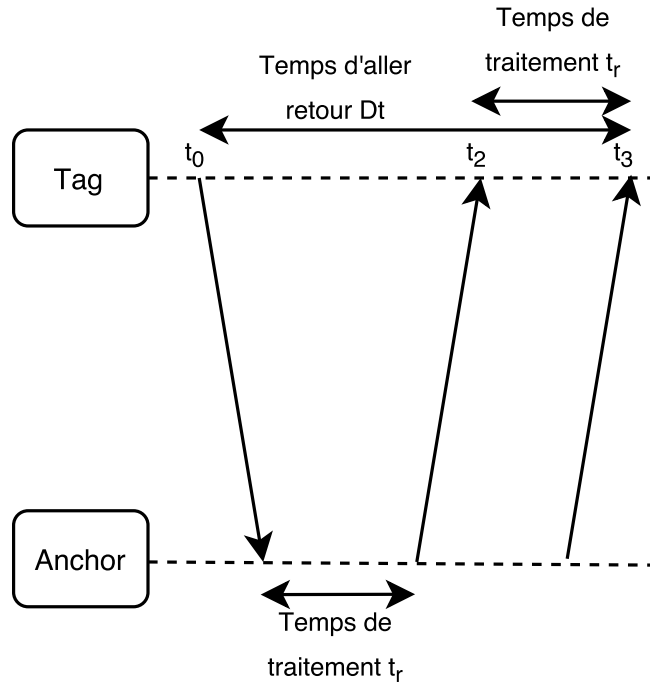 Temps de
traitement tr
Temps d'aller
retour Dt
t0
t2
t3
Tag
Anchor
Temps de
traitement tr